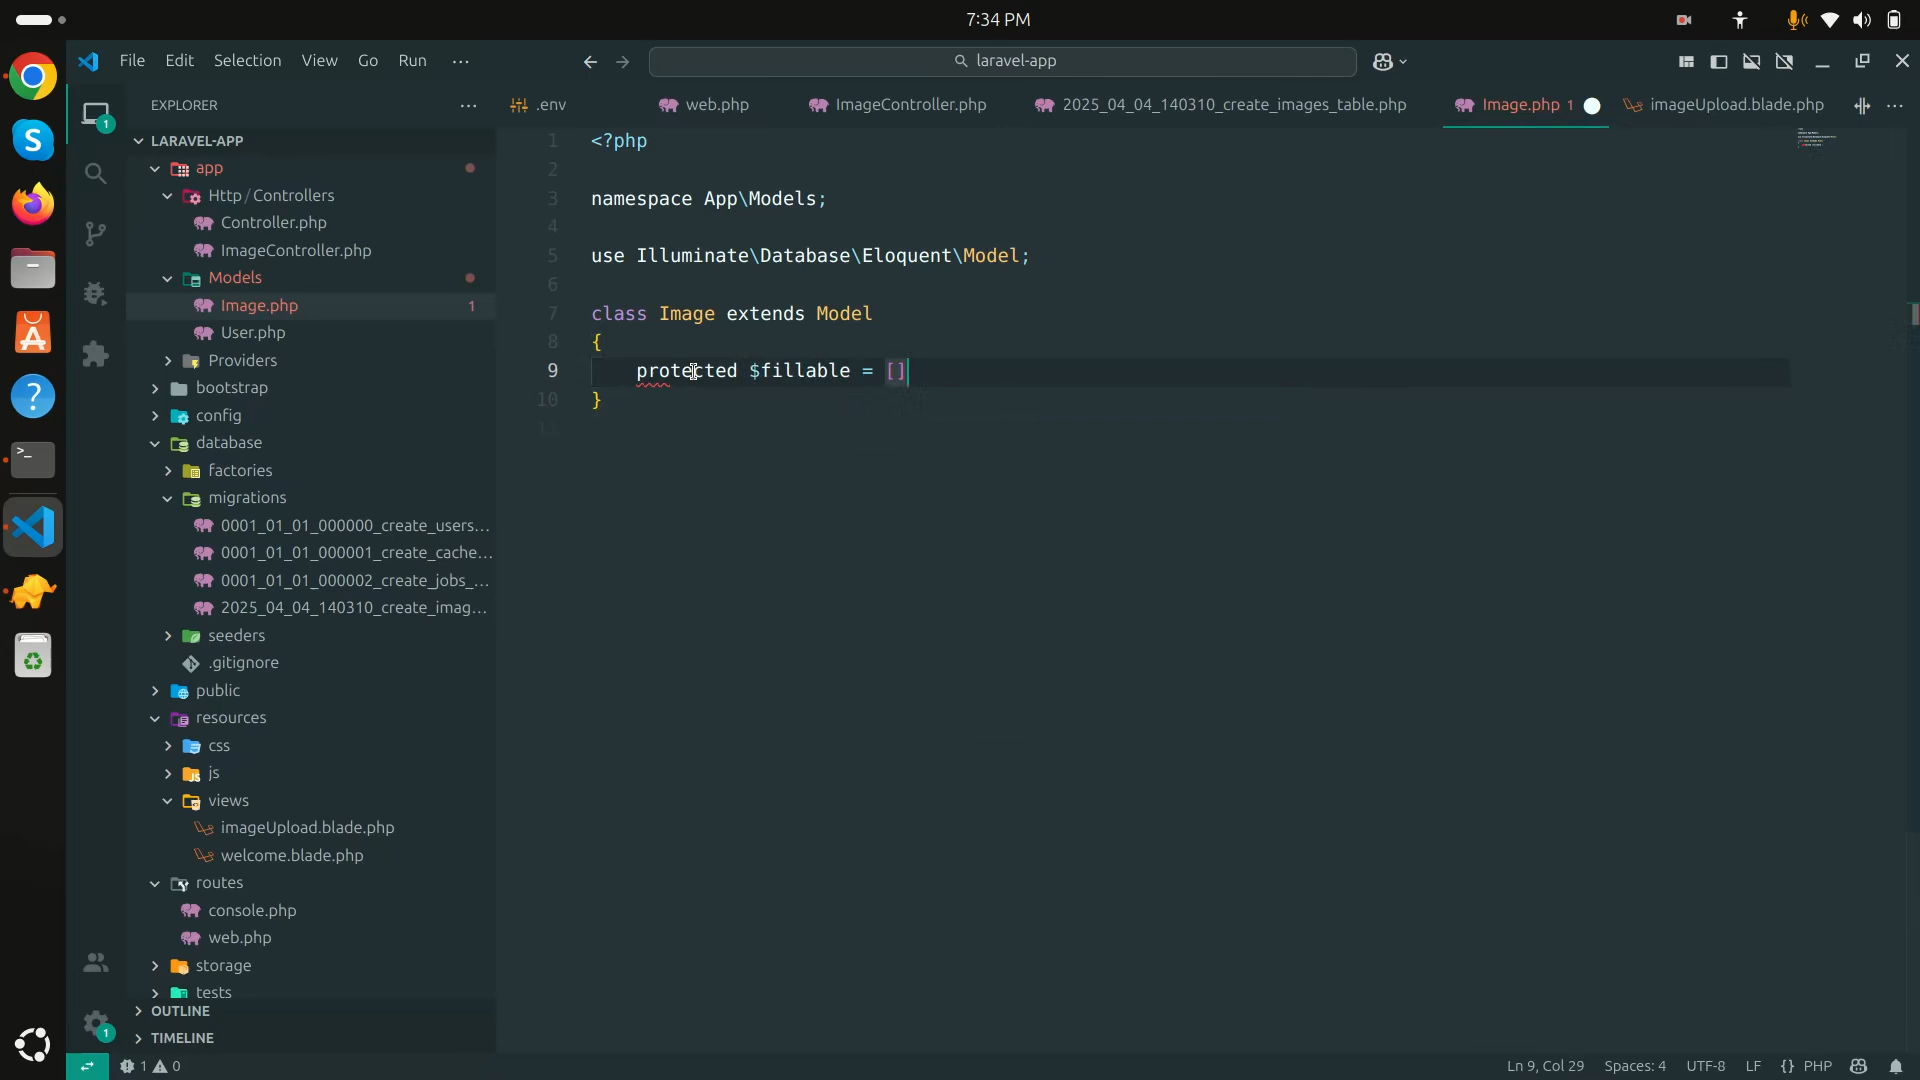 7:34 PM
File Edit Selection View Go Run ···
laravel-app
EXPLORER
.env
web.php
ImageController.php
2025_04_04_140310_create_images_table.php
Image.php 1
imageUpload.blade.php
LARAVEL-APP
app
Http / Controllers
Controller.php
ImageController.php
Models
Image.php 1
User.php
Providers
bootstrap
config
database
factories
migrations
0001_01_01_000000_create_users...
0001_01_01_000001_create_cache...
0001_01_01_000002_create_jobs_...
2025_04_04_140310_create_imag...
seeders
.gitignore
public
resources
css
js
views
imageUpload.blade.php
welcome.blade.php
routes
console.php
web.php
storage
tests
OUTLINE
TIMELINE
1 <?php
2
3 namespace App\Models;
4
5 use Illuminate\Database\Eloquent\Model;
6
7 class Image extends Model
8 {
9 protected $fillable = []
10 }
11
1
1
1 0
Ln 9, Col 29 Spaces: 4 UTF-8 LF {} PHP